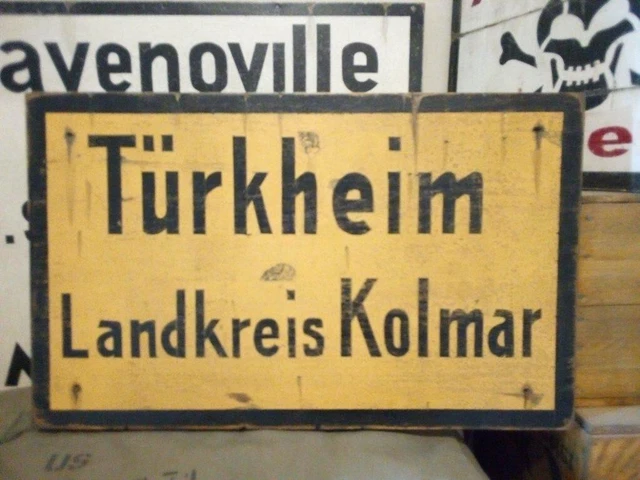 avenoville
Türkheim
Landkreis Kolmar
e
US